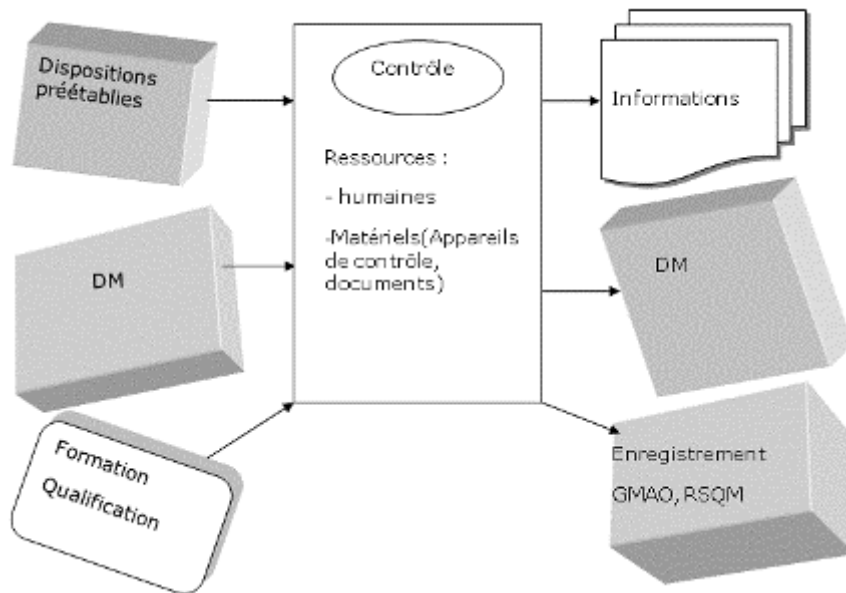 Dispositions
préétablies
DM
Formation
Qualification
Contrôle
Ressources :
- humaines
-Matériels(Appareils
de contrôle,
documents)
Informations
DM
Enregistrement
GMAO, RSQM